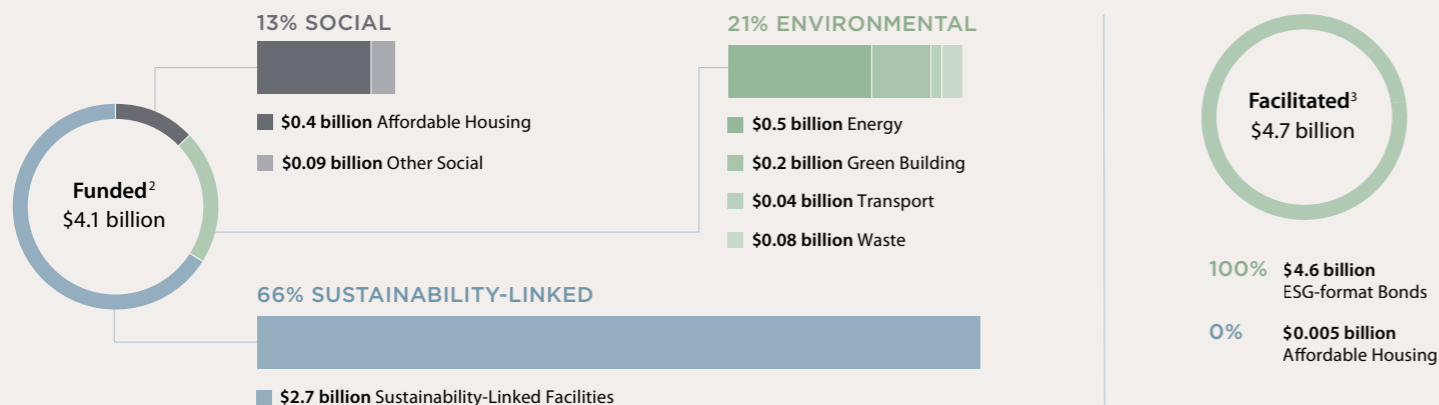 Funded2
$4.1 billion
13% SOCIAL
$0.4 billion Affordable Housing
$0.09 billion Other Social
21% ENVIRONMENTAL
$0.5 billion Energy
$0.2 billion Green Building
$0.04 billion Transport
$0.08 billion Waste
66% SUSTAINABILITY-LINKED
$2.7 billion Sustainability-Linked Facilities
Facilitated3
$4.7 billion
100% $4.6 billion
ESG-format Bonds
0% $0.005 billion
Affordable Housing